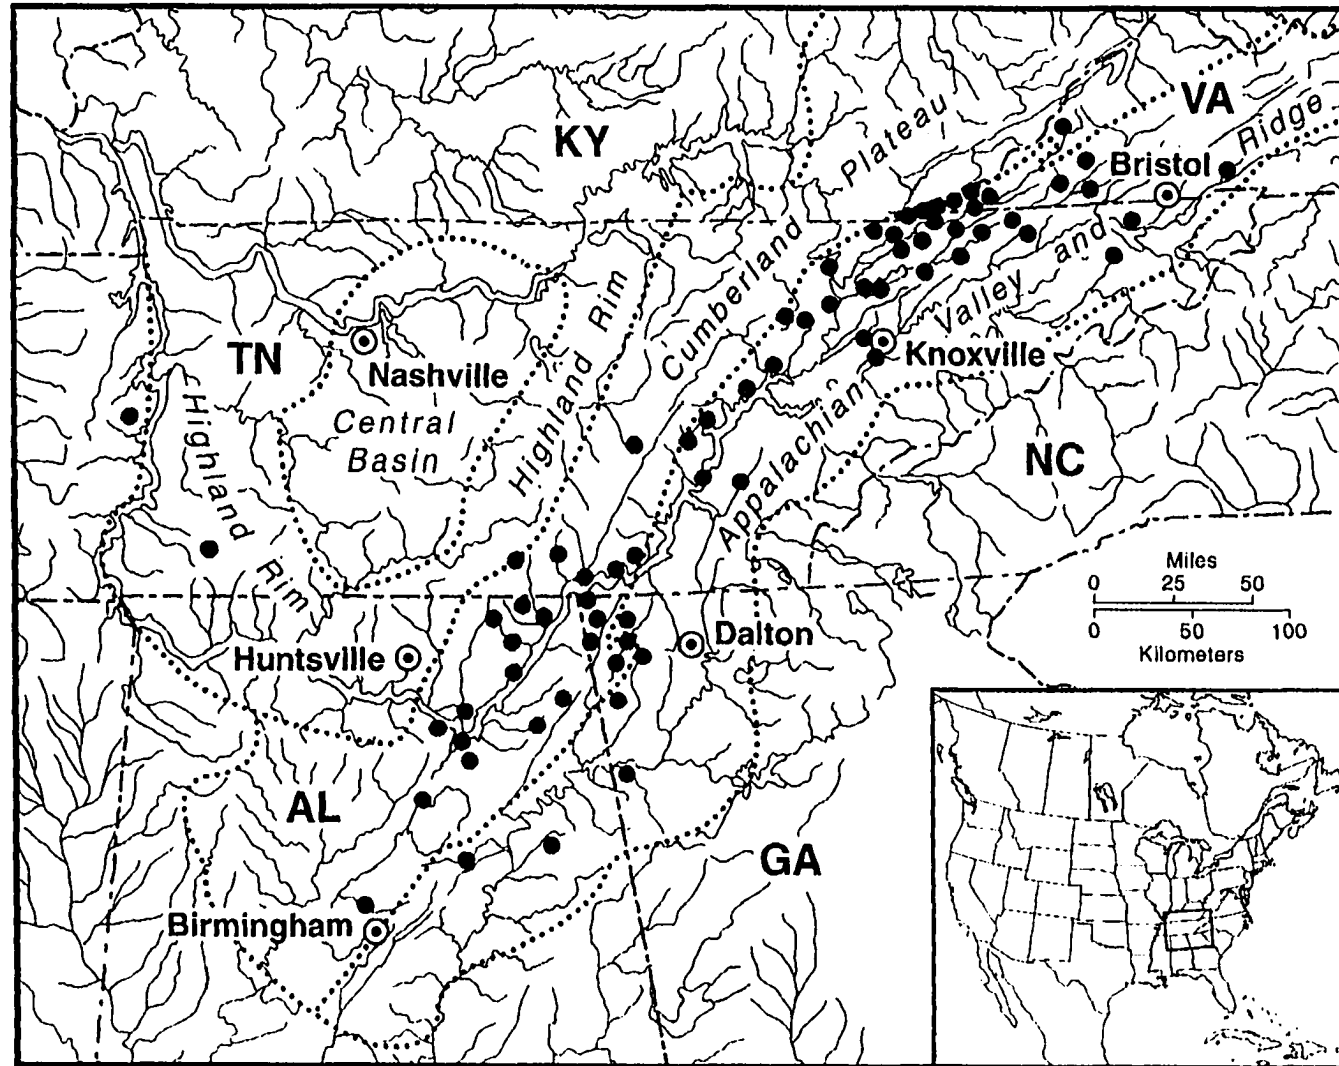 KY
VA
Bristol
Plateau
Ridge
Cumberland
Valley and
Appalachian
Highland Rim
TN
Nashville
Central
Basin
Knoxville
Highland Rim
NC
Miles
0 25 50
0 50 100
Kilometers
Huntsville
Dalton
AL
GA
Birmingham